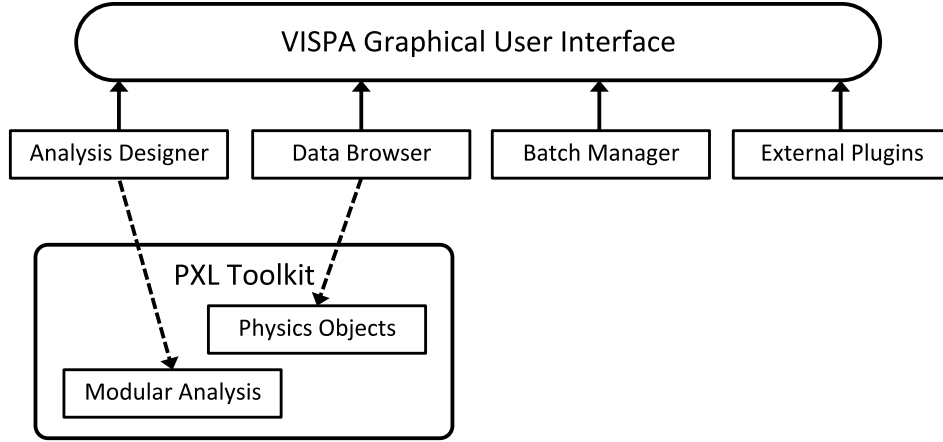 VISPA Graphical User Interface
Analysis Designer
Data Browser
Batch Manager
External Plugins
PXL Toolkit
Physics Objects
Modular Analysis